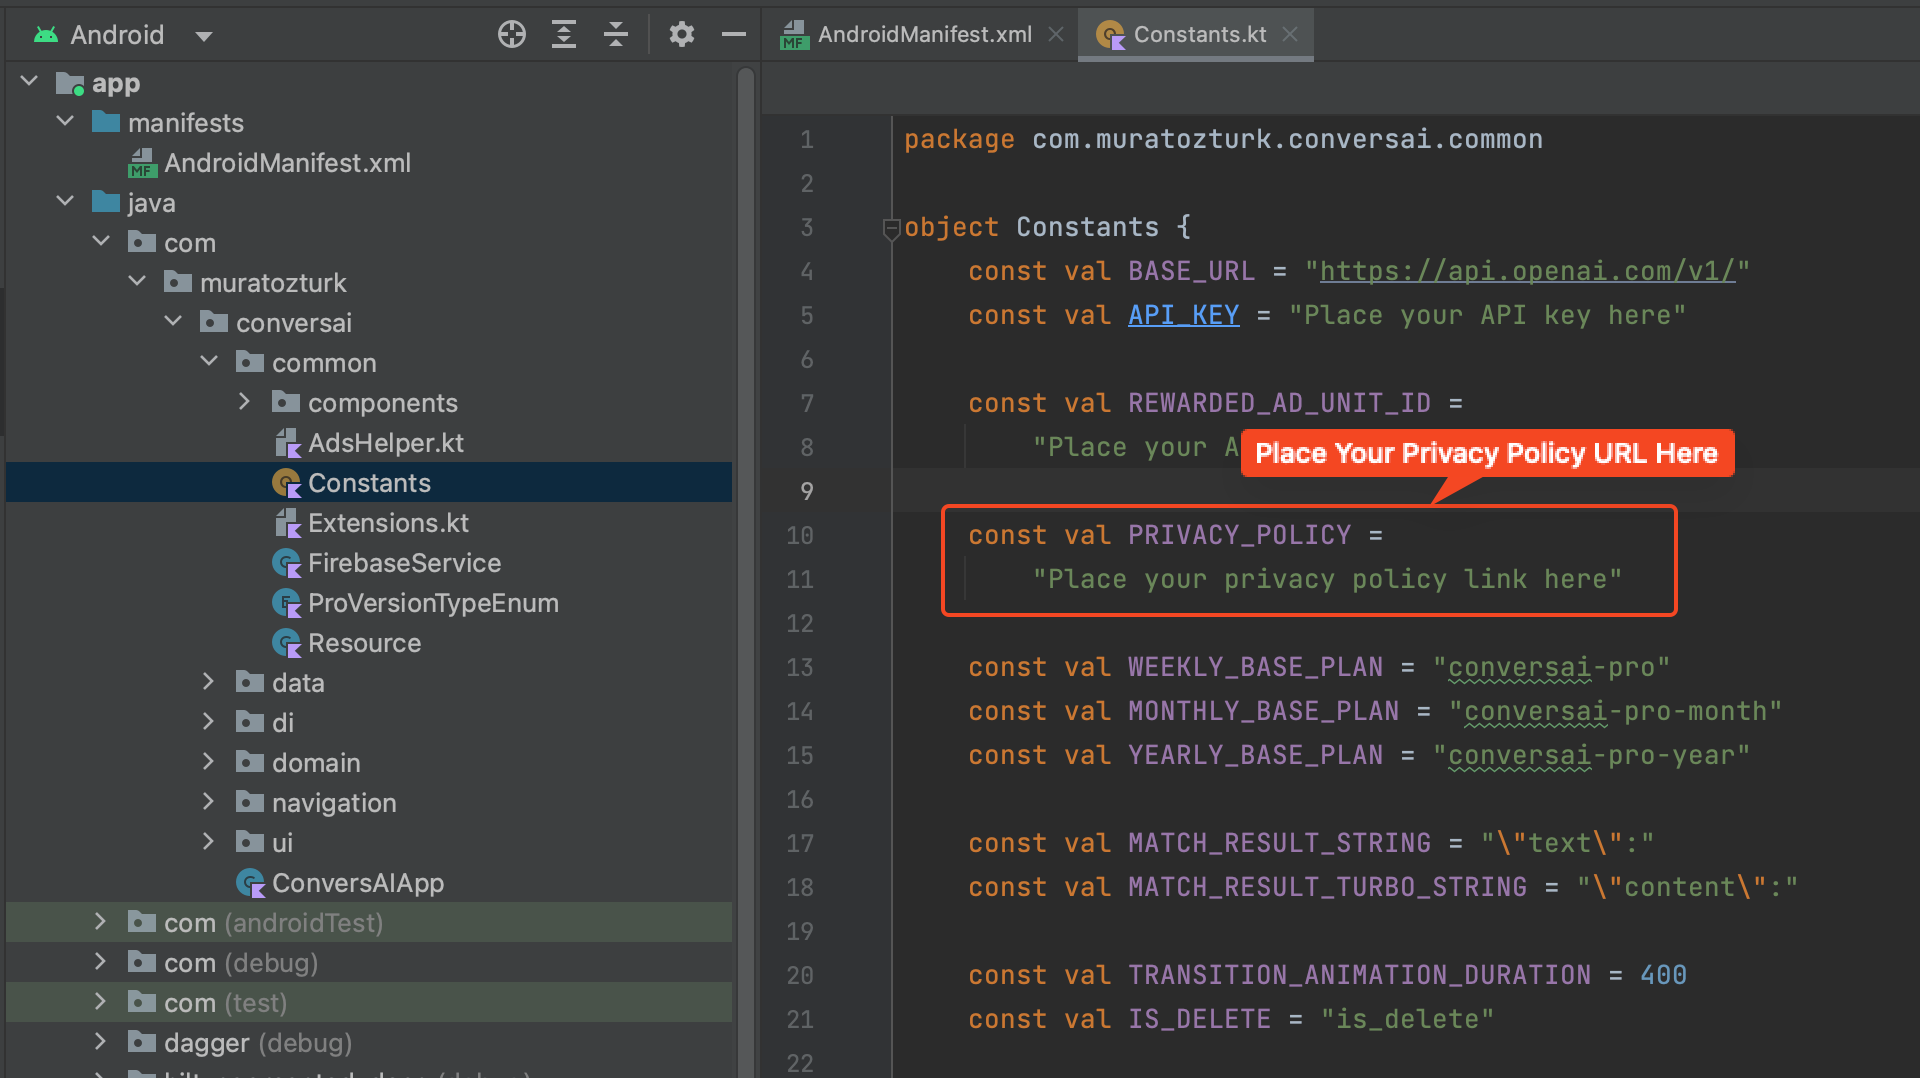 Android
app
manifests
AndroidManifest.xml
java
com
muratozturk
conversai
common
components
AdsHelper.kt
Constants
Extensions.kt
FirebaseService
ProVersionTypeEnum
Resource
data
di
domain
navigation
ui
ConversAIApp
com (androidTest)
com (debug)
com (test)
dagger (debug)
AndroidManifest.xml
Constants.kt
1 package com.muratozturk.conversai.common
2
3 object Constants {
4 const val BASE_URL = "https://api.openai.com/v1/"
5 const val API_KEY = "Place your API key here"
6
7 const val REWARDED_AD_UNIT_ID =
8 "Place your A
Place Your Privacy Policy URL Here
9
10 const val PRIVACY_POLICY =
11 "Place your privacy policy link here"
12
13 const val WEEKLY_BASE_PLAN = "conversai-pro"
14 const val MONTHLY_BASE_PLAN = "conversai-pro-month"
15 const val YEARLY_BASE_PLAN = "conversai-pro-year"
16
17 const val MATCH_RESULT_STRING = "\"text\":"
18 const val MATCH_RESULT_TURBO_STRING = "\"content\":"
19
20 const val TRANSITION_ANIMATION_DURATION = 400
21 const val IS_DELETE = "is_delete"
22